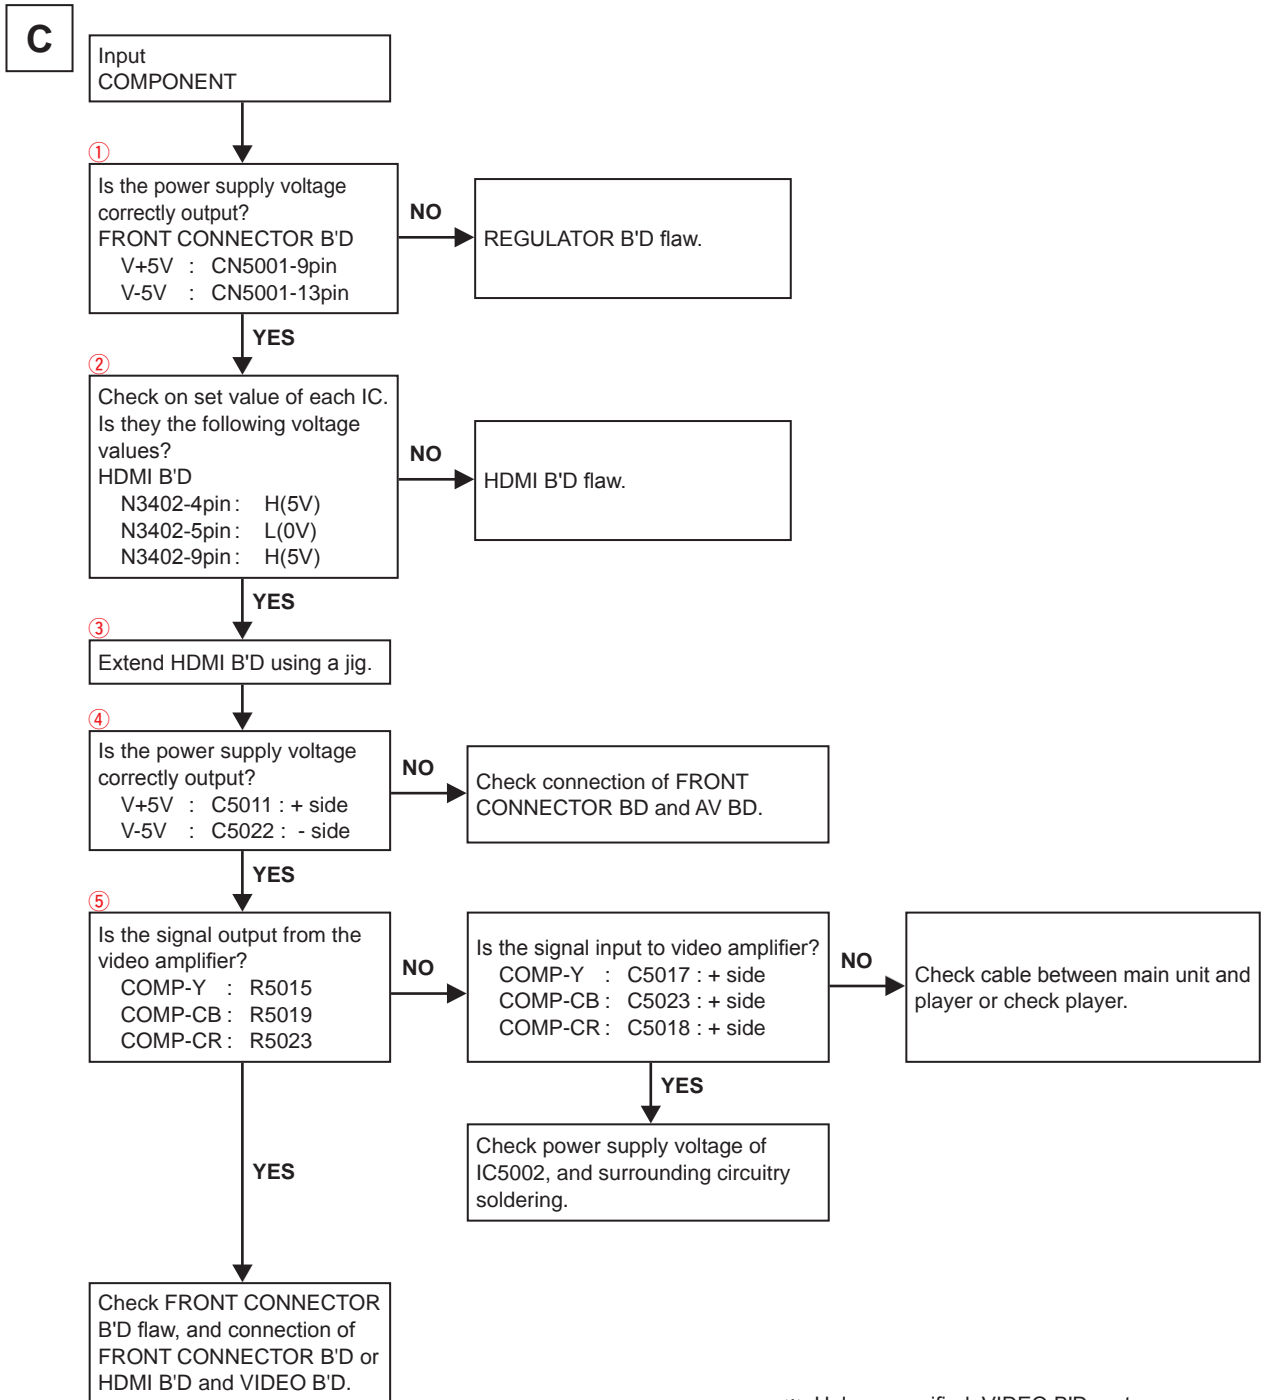 C
Input
COMPONENT
①
Is the power supply voltage
correctly output?
FRONT CONNECTOR B'D
V+5V : CN5001-9pin
V-5V : CN5001-13pin
NO
REGULATOR B'D flaw.
YES
②
Check on set value of each IC.
Is they the following voltage
values?
HDMI B'D
N3402-4pin : H(5V)
N3402-5pin : L(0V)
N3402-9pin : H(5V)
NO
HDMI B'D flaw.
YES
③
Extend HDMI B'D using a jig.
④
Is the power supply voltage
correctly output?
V+5V : C5011 : + side
V-5V : C5022 : - side
NO
Check connection of FRONT
CONNECTOR BD and AV BD.
YES
⑤
Is the signal output from the
video amplifier?
COMP-Y : R5015
COMP-CB : R5019
COMP-CR : R5023
NO
Is the signal input to video amplifier?
COMP-Y : C5017 : + side
COMP-CB : C5023 : + side
COMP-CR : C5018 : + side
NO
Check cable between main unit and
player or check player.
YES
Check power supply voltage of
IC5002, and surrounding circuitry
soldering.
YES
Check FRONT CONNECTOR
B'D flaw, and connection of
FRONT CONNECTOR B'D or
HDMI B'D and VIDEO B'D.